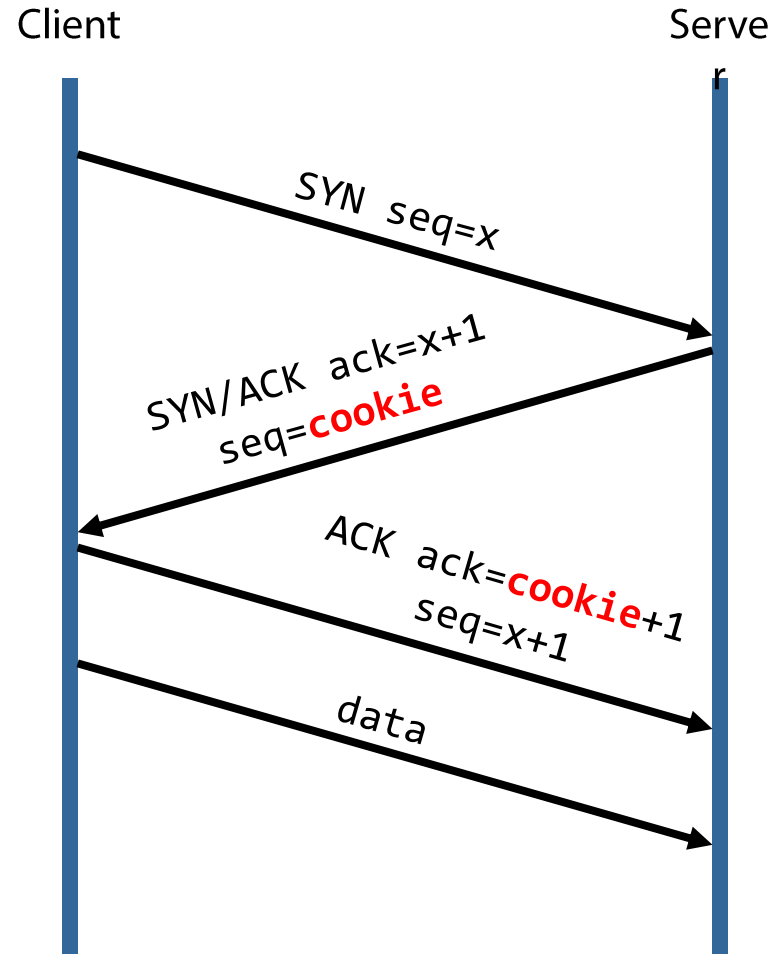 Client
Serve
r
SYN seq=x
SYN/ACK ack=x+1
seq=cookie
ACK ack=cookie+1
seq=x+1
data